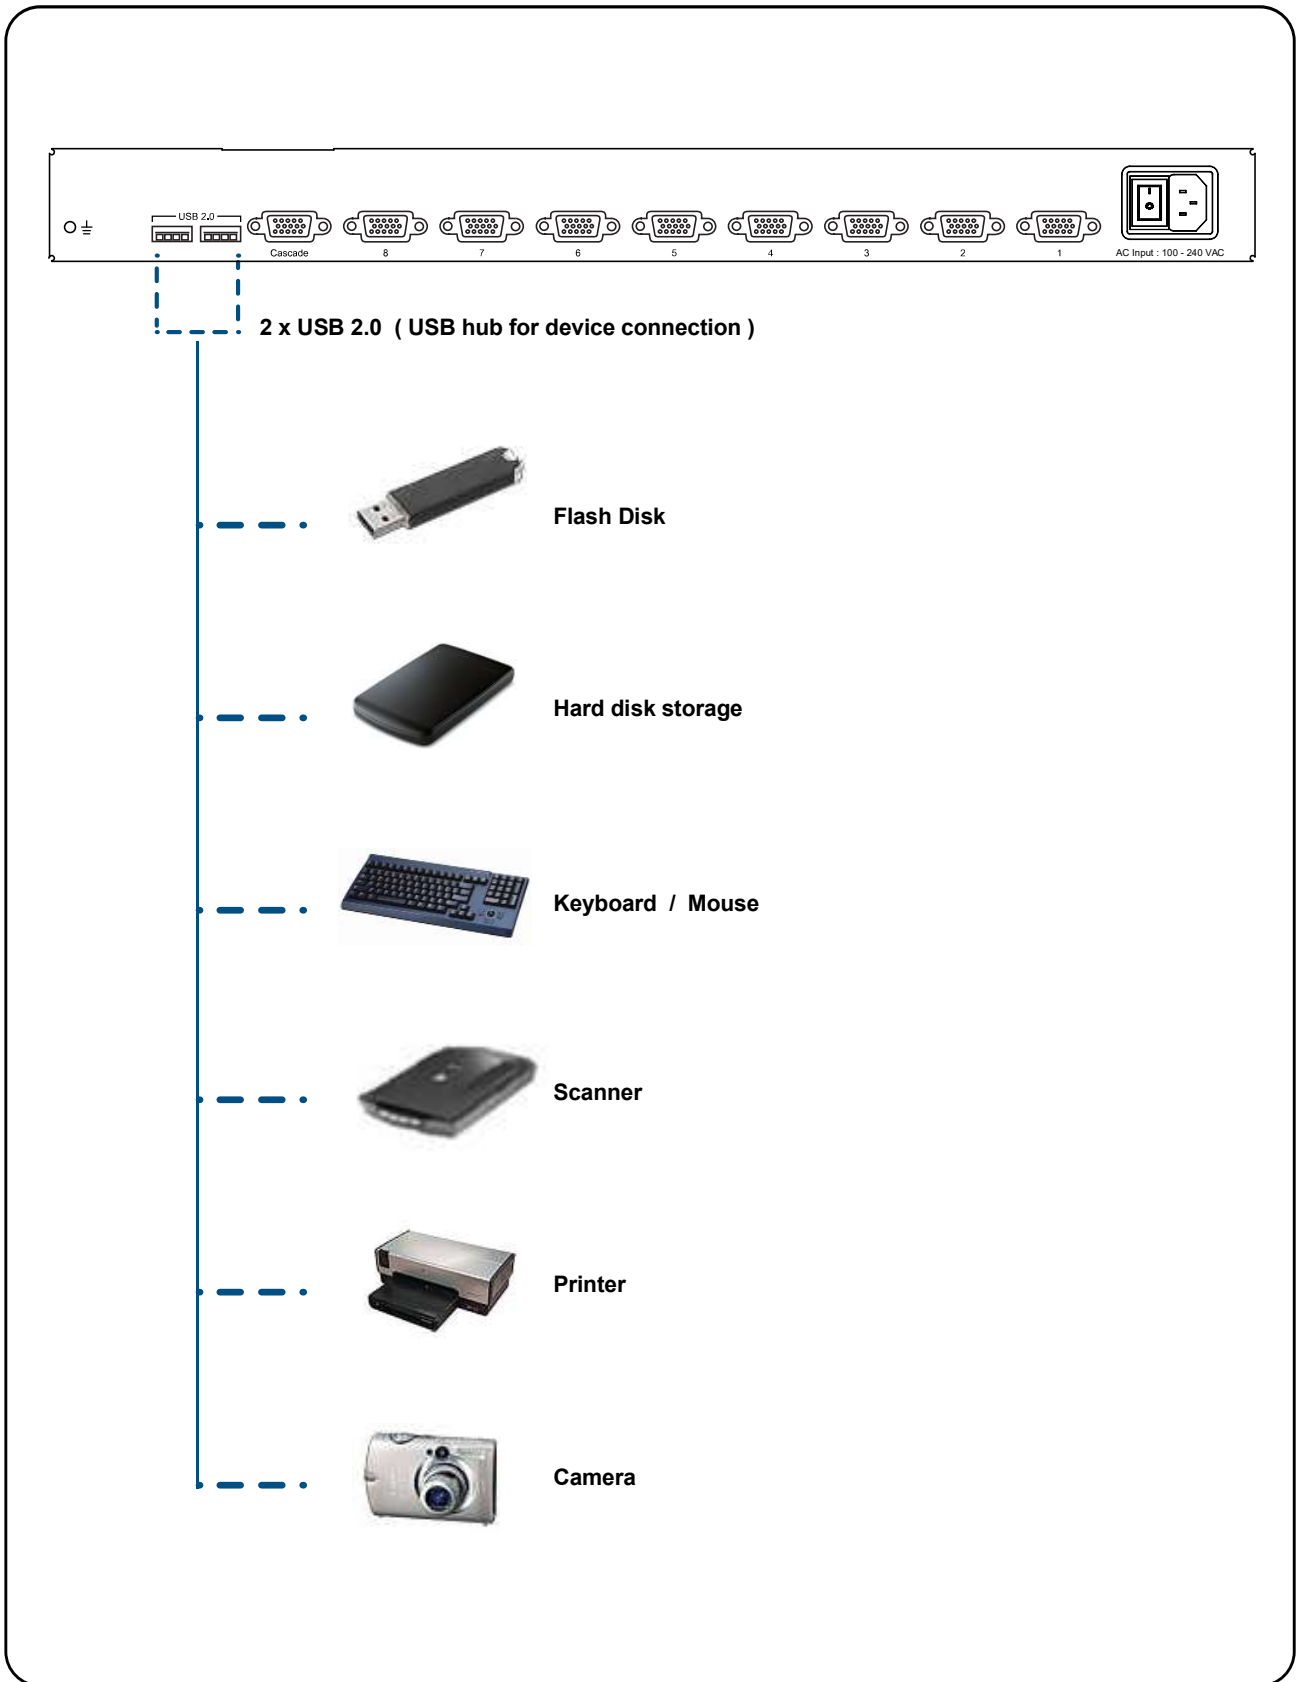 USB 2.0
Cascade 8 7 6 5 4 3 2 1 AC Input : 100 - 240 VAC
2 x USB 2.0 ( USB hub for device connection )
Flash Disk
Hard disk storage
Keyboard / Mouse
Scanner
Printer
Camera